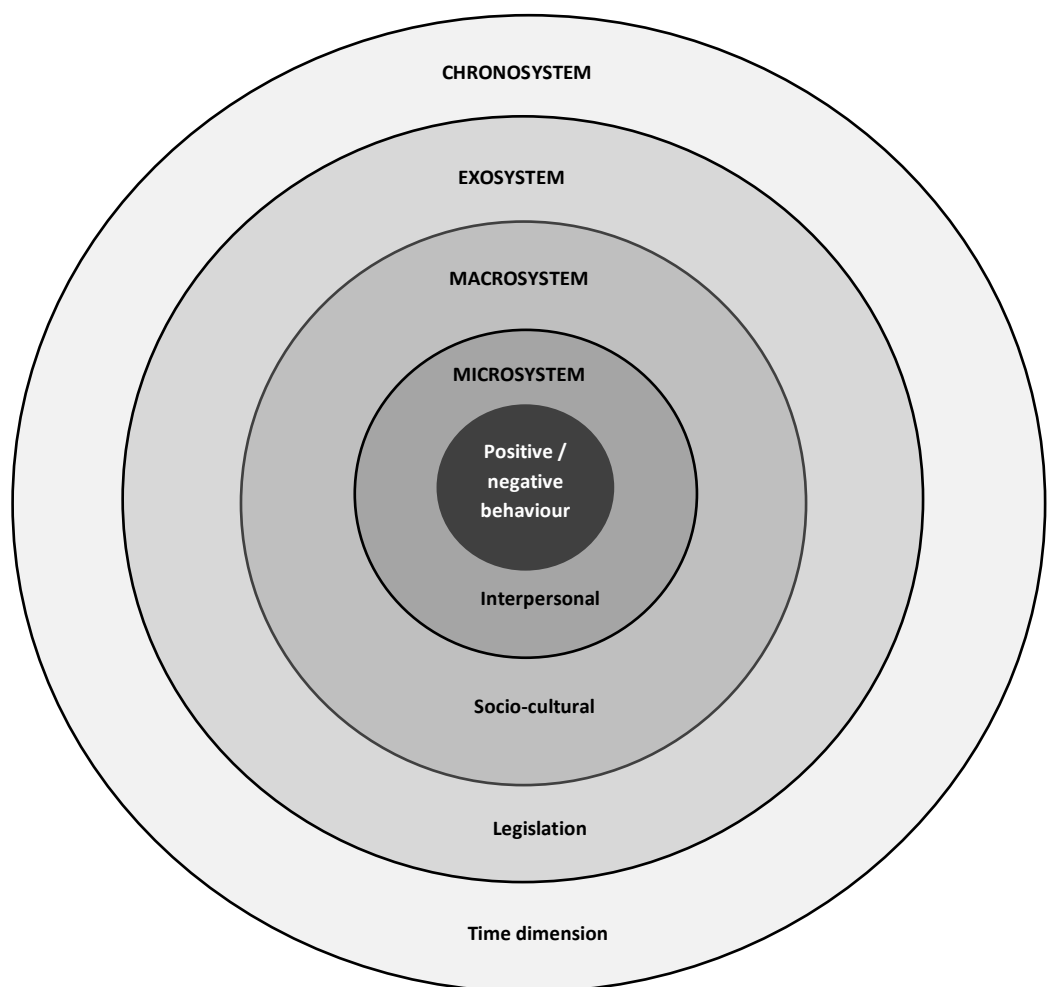 CHRONOSYSTEM
EXOSYSTEM
MACROSYSTEM
MICROSYSTEM
Positive /
negative
behaviour
Interpersonal
Socio-cultural
Legislation
Time dimension